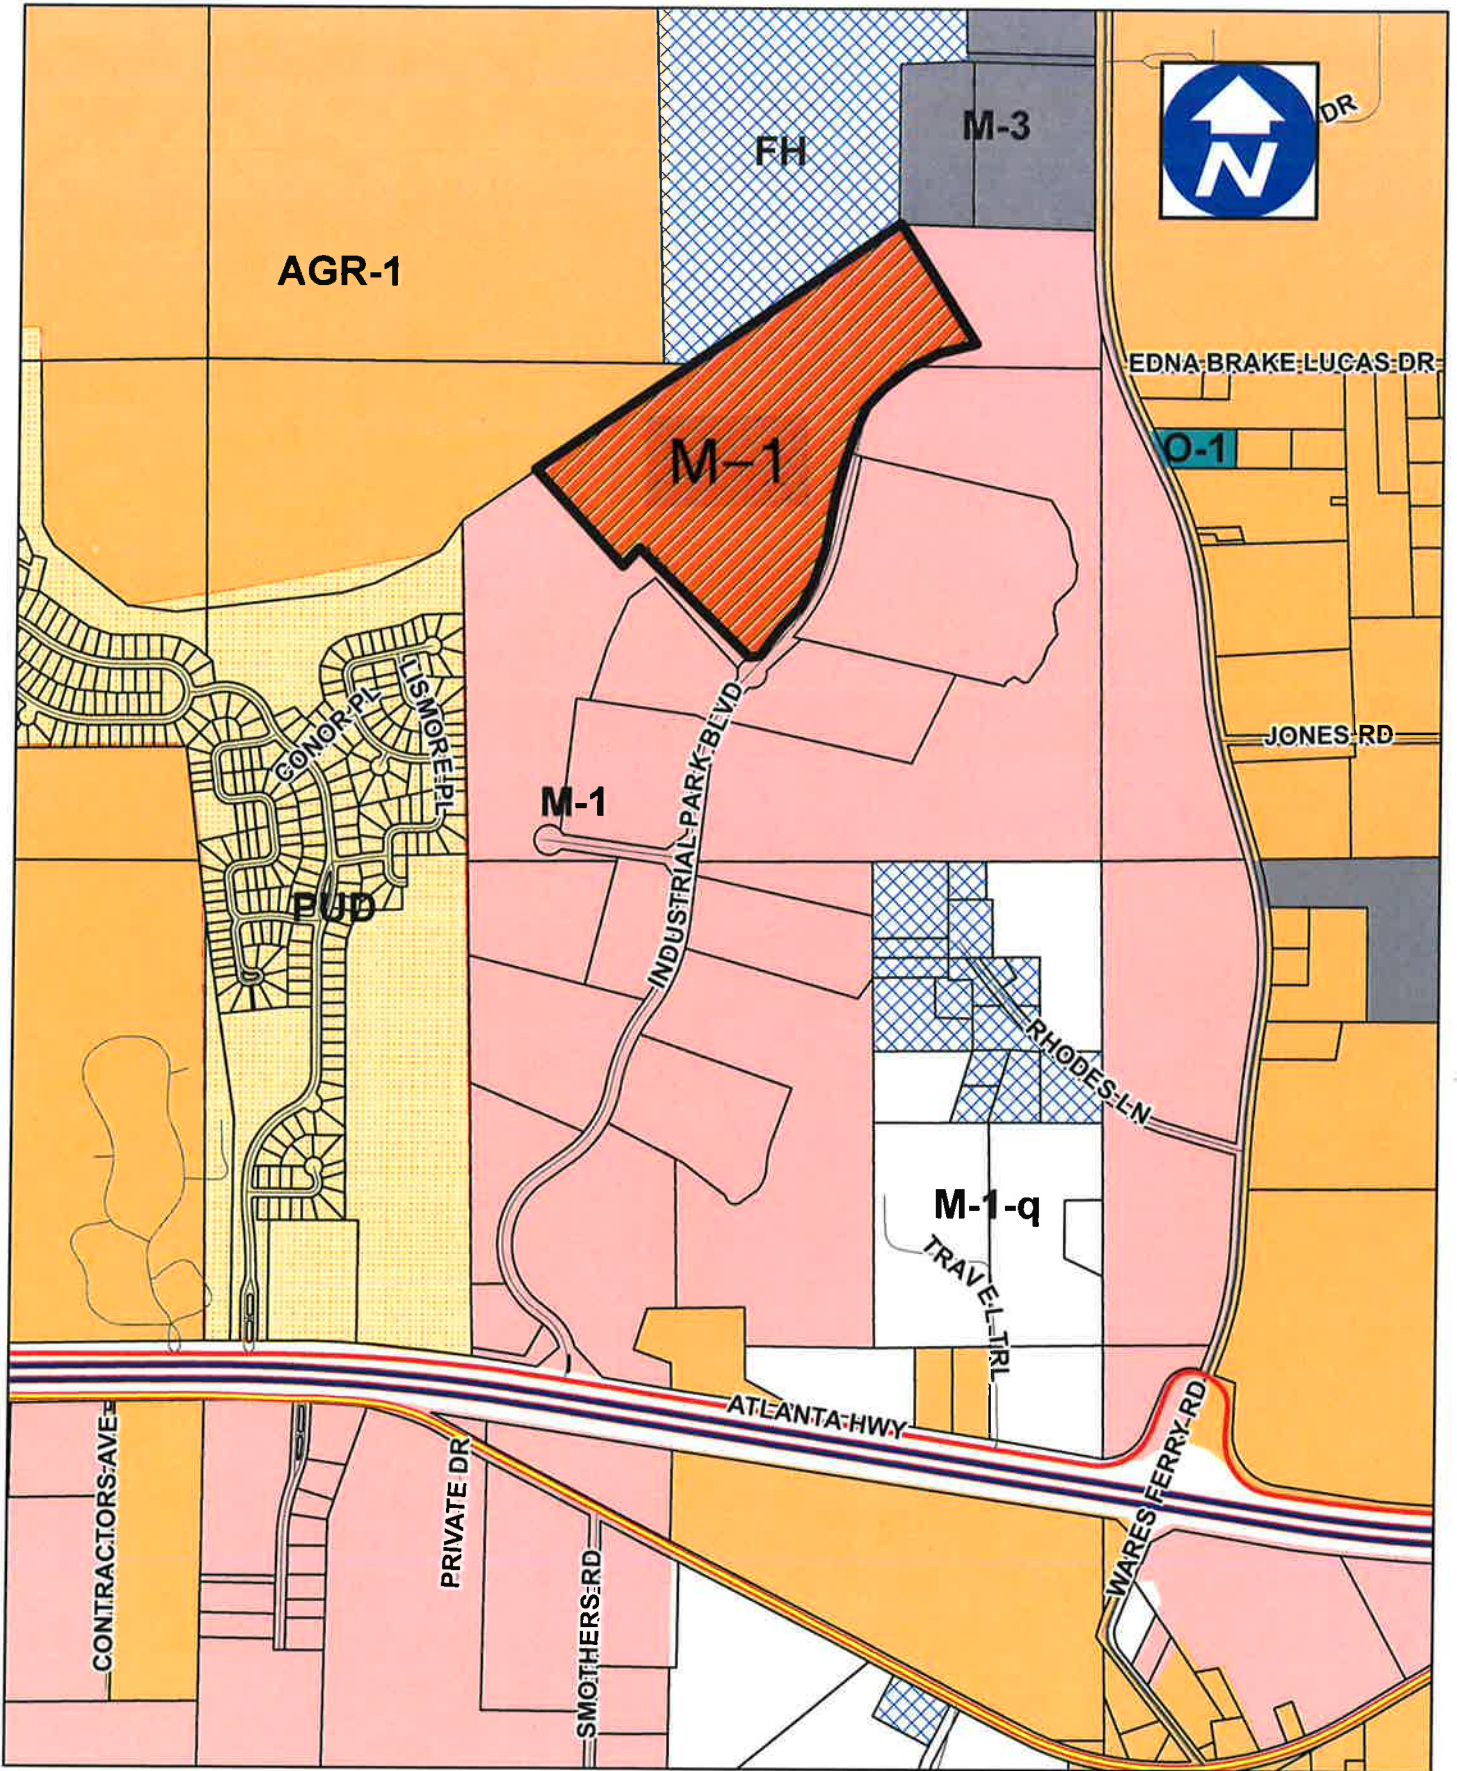 M-3
FH
N
DR
AGR-1
EDNA BRAKE LUCAS DR
O-1
M-1
CONOR PL
LISMORE PL
INDUSTRIAL PARK BLVD
JONES RD
M-1
PUD
RHODES LN
M-1-q
TRAVEL TRL
ATLANTA HWY
WARES FERRY RD
CONTRACTORS AVE
PRIVATE DR
SMOTHERS RD